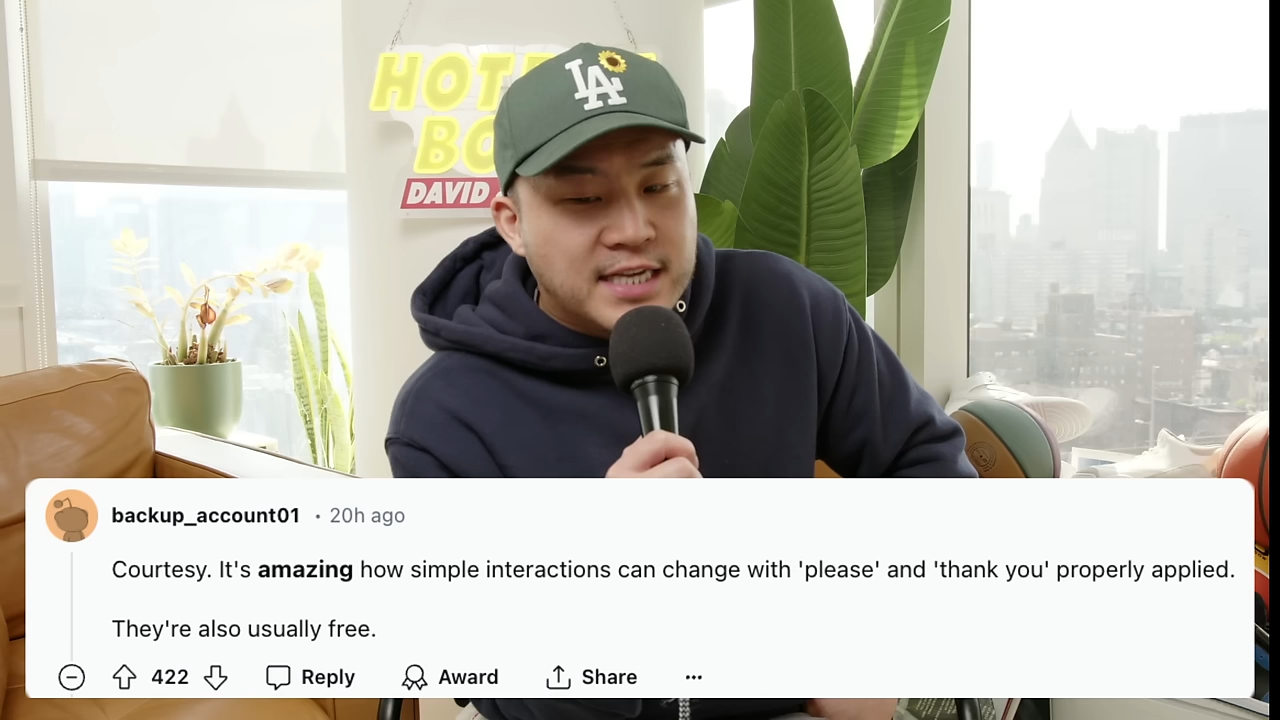 HOT
BO
DAVID
LA
backup_account01 · 20h ago
Courtesy. It's amazing how simple interactions can change with 'please' and 'thank you' properly applied.
They're also usually free.
422 Reply Award Share ...